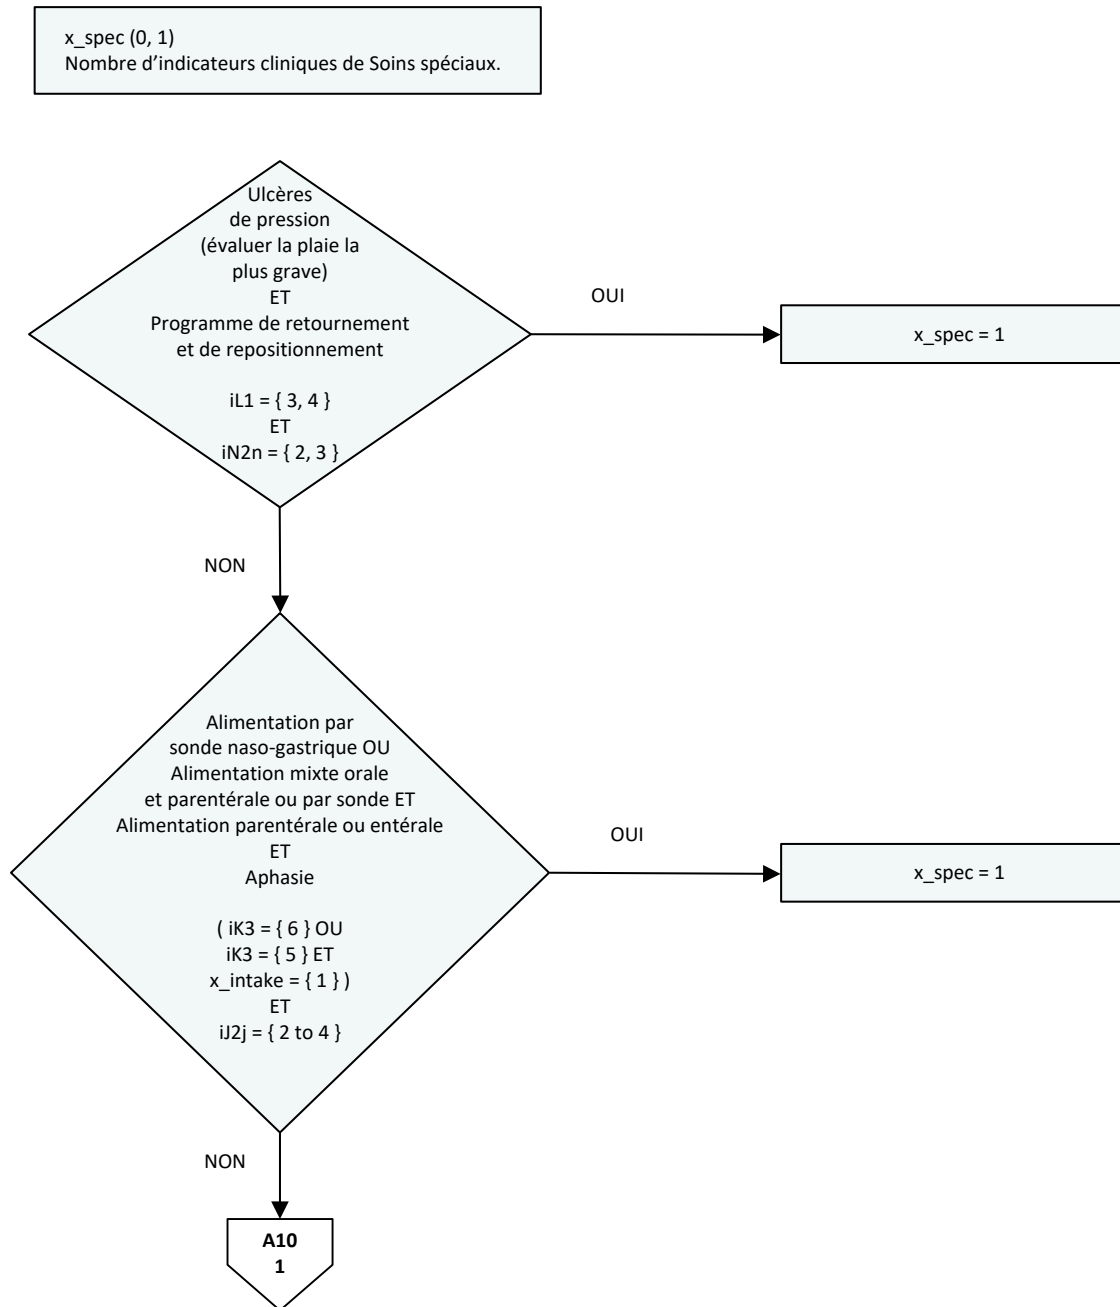 x_spec (0, 1)
Nombre d’indicateurs cliniques de Soins spéciaux.
Ulcères
de pression
(évaluer la plaie la
plus grave)
ET
Programme de retournement
et de repositionnement
iL1 = { 3, 4 }
ET
iN2n = { 2, 3 }
OUI
x_spec = 1
NON
Alimentation par
sonde naso-gastrique OU
Alimentation mixte orale
et parentérale ou par sonde ET
Alimentation parentérale ou entérale
ET
Aphasie
( iK3 = { 6 } OU
iK3 = { 5 } ET
x_intake = { 1 } )
ET
iJ2j = { 2 to 4 }
OUI
x_spec = 1
NON
A10
1